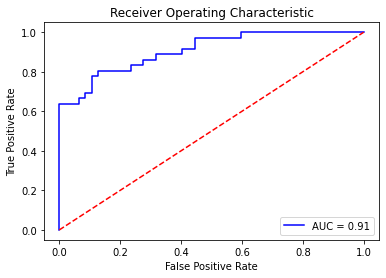 Receiver Operating Characteristic
True Positive Rate
1.0
0.8
0.6
0.4
0.2
0.0
AUC = 0.91
0.0 0.2 0.4 0.6 0.8 1.0
False Positive Rate